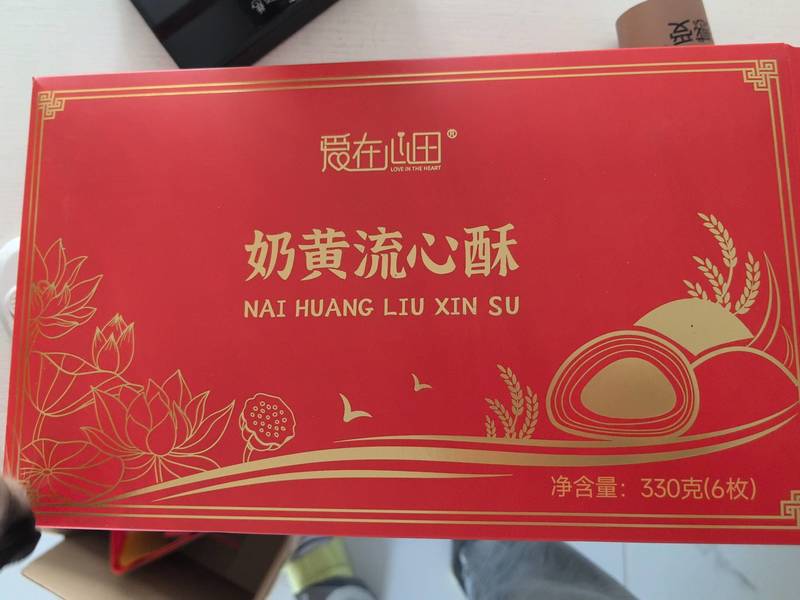 爱在心田®
LOVE IN THE HEART
奶黄流心酥
NAI HUANG LIU XIN SU
净含量：330克(6枚)